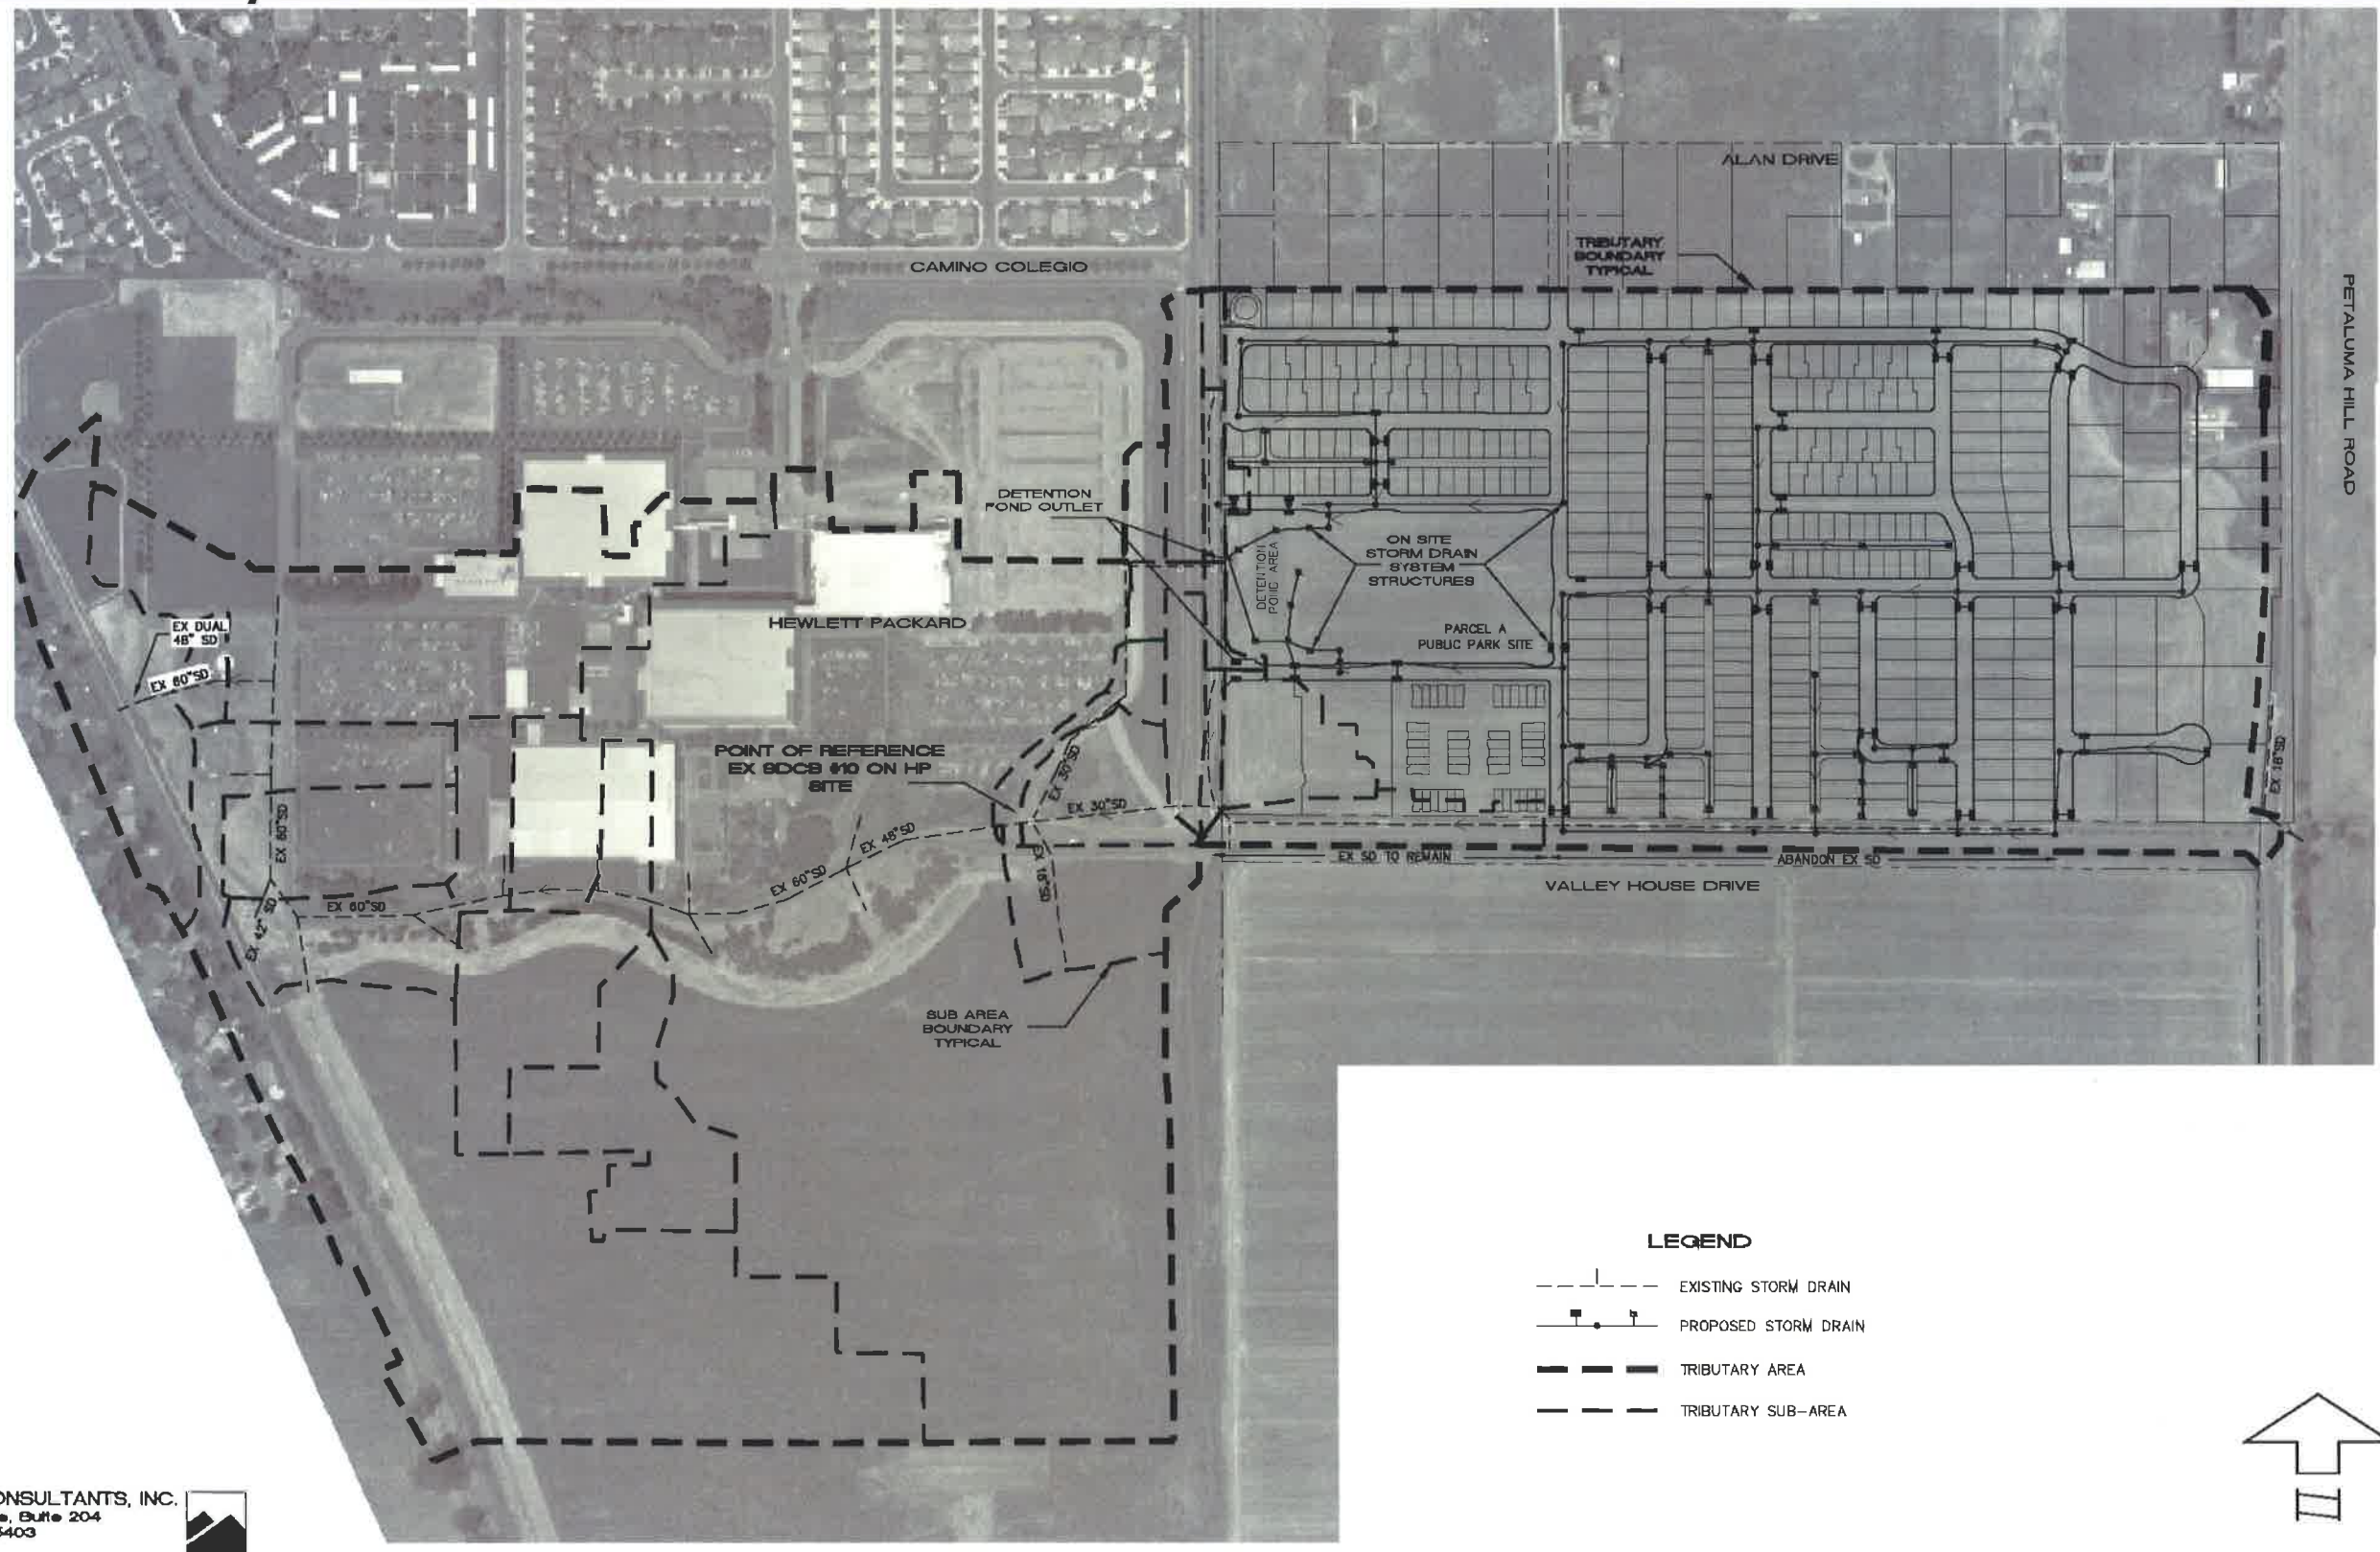 ALAN DRIVE
CAMINO COLEGIO
TRIBUTARY
BOUNDARY
TYPICAL
PETALUMA HILL ROAD
DETENTION
POND OUTLET
ON SITE
STORM DRAIN
SYSTEM
STRUCTURES
DETENTION
POND AREA
PARCEL A
PUBLIC PARK SITE
HEWLETT PACKARD
EX DUAL
48" SD
EX 60"SD
POINT OF REFERENCE
EX SDCB #10 ON HP
SITE
EX 30"SD
EX 30"SD
EX 18"SD
EX 48"SD
EX 60"SD
EX 18"SD
EX 60"SD
EX 60"SD
EX 42" SD
EX SD TO REMAIN
ABANDON EX SD
VALLEY HOUSE DRIVE
SUB AREA
BOUNDARY
TYPICAL
LEGEND
EXISTING STORM DRAIN
PROPOSED STORM DRAIN
TRIBUTARY AREA
TRIBUTARY SUB-AREA
ONSULTANTS, INC.
e, Suite 204
5403